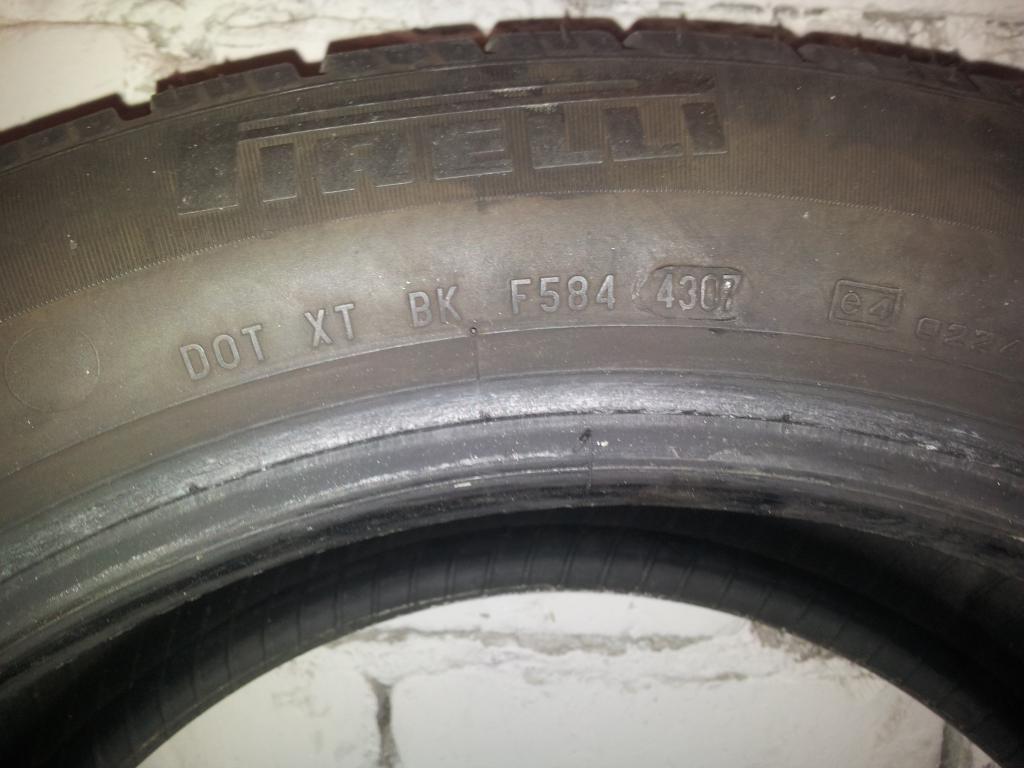 PIRELLI
DOT XT BK F584 4307 e4